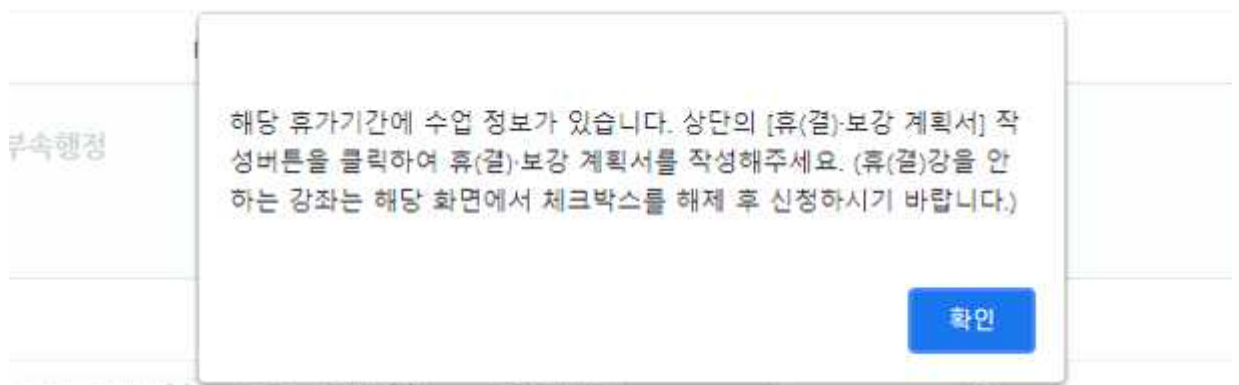 부속행정
해당 휴가기간에 수업 정보가 있습니다. 상단의 [휴(결)·보강 계획서] 작
성버튼을 클릭하여 휴(결)·보강 계획서를 작성해주세요. (휴(결)강을 안
하는 강좌는 해당 화면에서 체크박스를 해제 후 신청하시기 바랍니다.)
확인